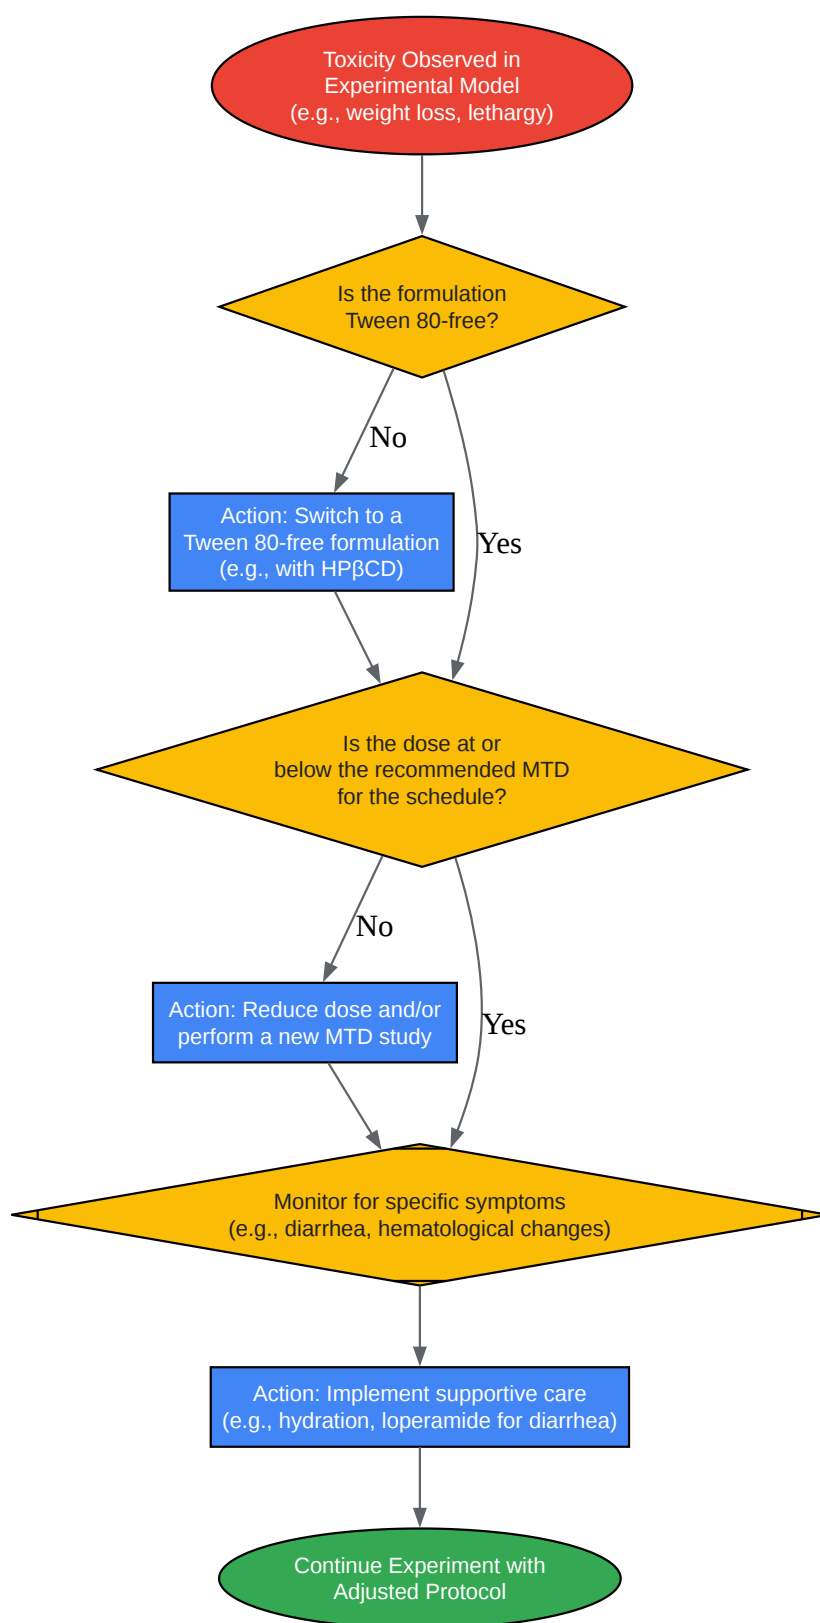 Toxicity Observed in
Experimental Model
(e.g., weight loss, lethargy)
Is the formulation
Tween 80-free?
No
Action: Switch to a
Tween 80-free formulation
(e.g., with HPβCD)
Yes
Is the dose at or
below the recommended MTD
for the schedule?
No
Action: Reduce dose and/or
perform a new MTD study
Yes
Monitor for specific symptoms
(e.g., diarrhea, hematological changes)
Action: Implement supportive care
(e.g., hydration, loperamide for diarrhea)
Continue Experiment with
Adjusted Protocol